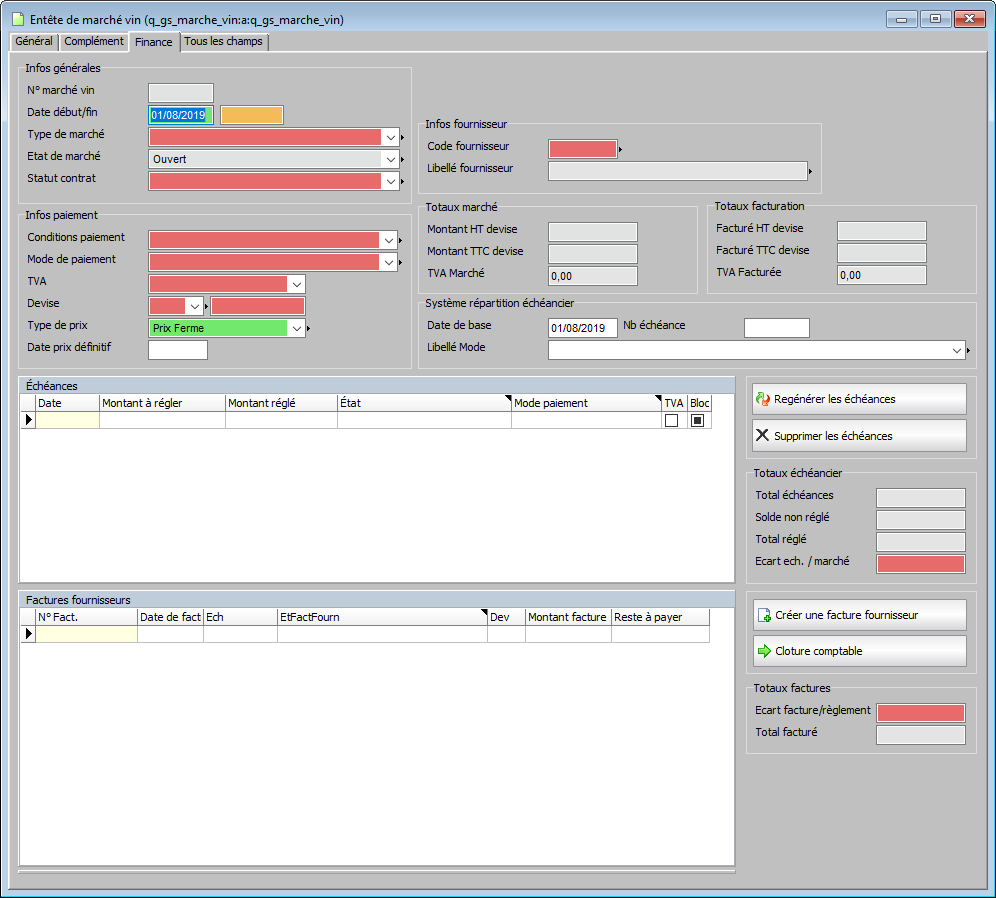 Entête de marché vin (q_gs_marche_vin:a:q_gs_marche_vin)
Général Complément Finance Tous les champs
Infos générales
N° marché vin
Date début/fin 01/08/2019
Type de marché
Etat de marché Ouvert
Statut contrat
Infos fournisseur
Code fournisseur
Libellé fournisseur
Infos paiement
Conditions paiement
Mode de paiement
TVA
Devise
Type de prix Prix Ferme
Date prix définitif
Totaux marché
Montant HT devise
Montant TTC devise
TVA Marché 0,00
Totaux facturation
Facturé HT devise
Facturé TTC devise
TVA Facturée 0,00
Système répartition échéancier
Date de base 01/08/2019 Nb échéance
Libellé Mode
Échéances
Date Montant à régler Montant réglé État Mode paiement TVA Bloc
Regénérer les échéances
Supprimer les échéances
Totaux échéancier
Total échéances
Solde non réglé
Total réglé
Ecart ech. / marché
Factures fournisseurs
N° Fact. Date de fact Ech EtFactFourn Dev Montant facture Reste à payer
Créer une facture fournisseur
Cloture comptable
Totaux factures
Ecart facture/règlement
Total facturé